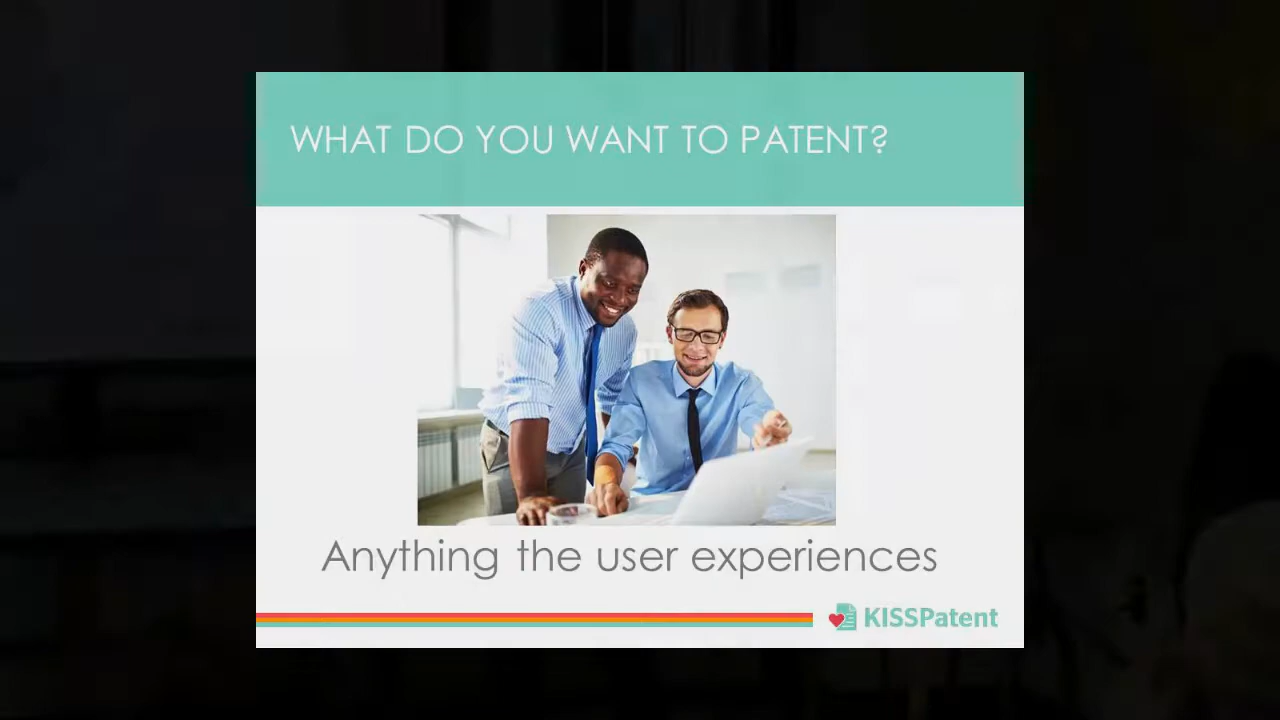 WHAT DO YOU WANT TO PATENT?
Anything the user experiences
KISSPatent